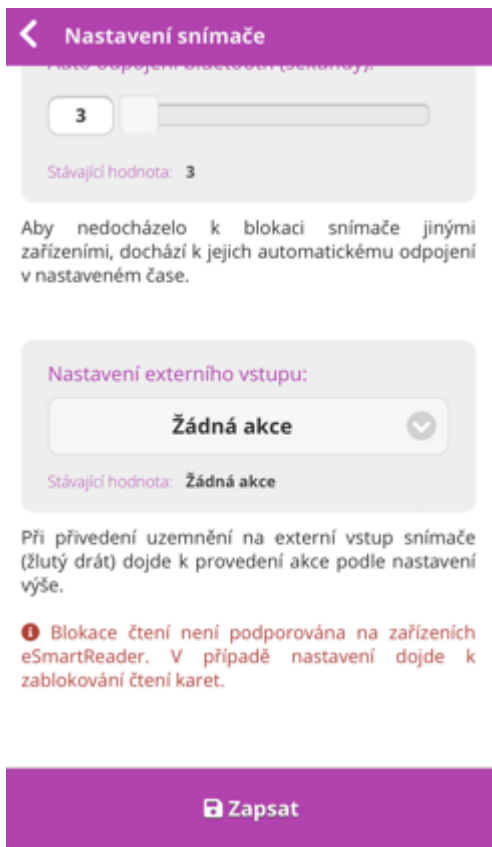 Nastavení snímače
3
Stávající hodnota: 3
Aby nedocházelo k blokaci snímače jinými
zařízeními, dochází k jejich automatickému odpojení
v nastaveném čase.
Nastavení externího vstupu:
Žádná akce
Stávající hodnota: Žádná akce
Při přivedení uzemnění na externí vstup snímače
(žlutý drát) dojde k provedení akce podle nastavení
výše.
Blokace čtení není podporována na zařízeních
eSmartReader. V případě nastavení dojde k
zablokování čtení karet.
Zapsat